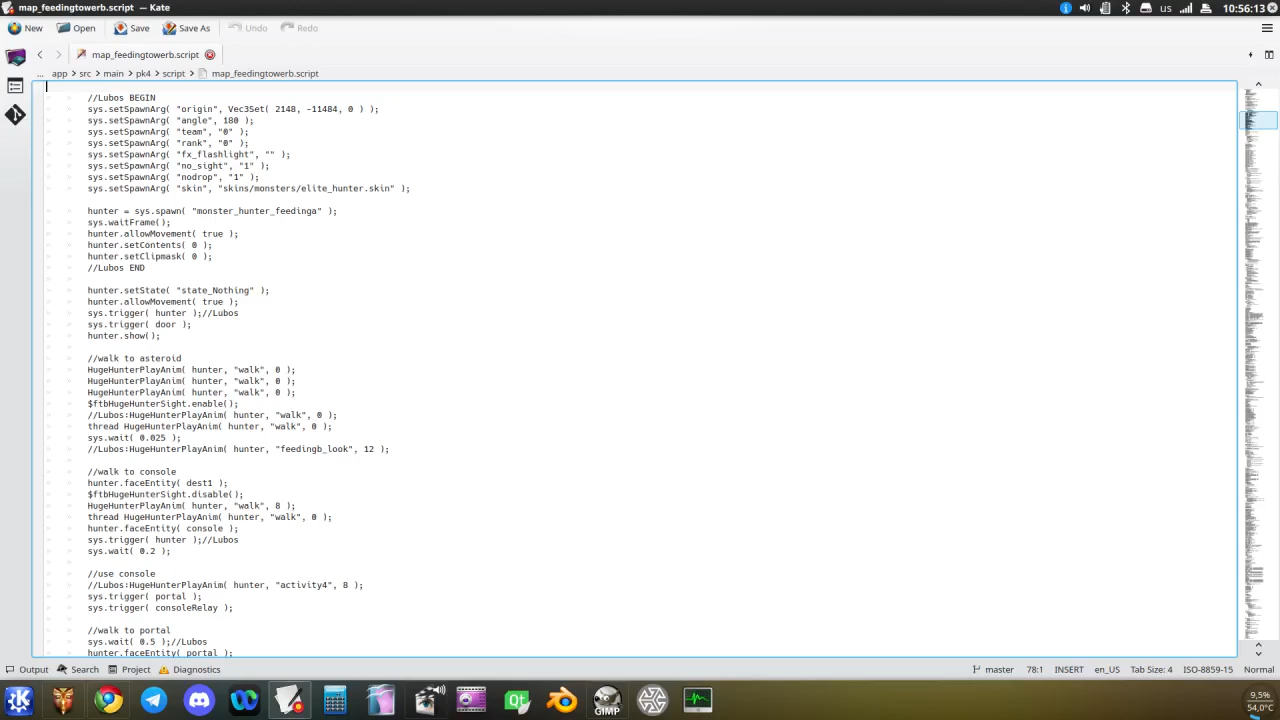 map_feedingtowerb.script — Kate
US
10:56:13
New
Open
Save
Save As
Undo
Redo
map_feedingtowerb.script
... app > src > main > pk4 > script > map_feedingtowerb.script
//Lubos BEGIN
sys.setSpawnArg( "origin", Vec3Set( 2148, -11484, 0 ) );
sys.setSpawnArg( "angle", 180 );
sys.setSpawnArg( "team", "0" );
sys.setSpawnArg( "rank", "0" );
sys.setSpawnArg( "fx_flashlight", "" );
sys.setSpawnArg( "no_sight", "1" );
sys.setSpawnArg( "nodrop", "1" );
sys.setSpawnArg( "skin", "skins/monsters/elite_hunter_01" );
hunter = sys.spawn( "monster_hunter_feedinga" );
sys.waitFrame();
hunter.allowMovement( true );
hunter.setContents( 0 );
hunter.setClipmask( 0 );
//Lubos END
hunter.setState( "state_Nothing" );
hunter.allowMovement( true );
sys.trigger( hunter );//Lubos
sys.trigger( door );
hunter.show();
//walk to asteroid
HugeHunterPlayAnim( hunter, "walk", 0 );
HugeHunterPlayAnim( hunter, "walk", 0 );
HugeHunterPlayAnim( hunter, "walk", 0 );
$ftbbHugeHunterSight.enable();
//Lubos:HugeHunterPlayAnim( hunter, "walk", 0 );
thread HugeHunterPlayAnim( hunter, "walk", 0 );
sys.wait( 0.025 );
//walk to console
hunter.faceEntity( dest1 );
$ftbbHugeHunterSight.disable();
HugeHunterPlayAnim( hunter, "walk", 8 );
thread HugeHunterPlayAnim( hunter, "walk", 0 );
hunter.faceEntity( console );
sys.trigger( hunter );//Lubos
sys.wait( 0.2 );
//use console
//Lubos:HugeHunterPlayAnim( hunter, "activity4", 8 );
sys.trigger( portal );
sys.trigger( consoleRelay );
//walk to portal
sys.wait( 0.5 );//Lubos
hunter.faceEntity( portal );
Output
Search
Project
Diagnostics
master
78:1
INSERT
en_US
Tab Size: 4
ISO-8859-15
Qt
GIMP
9,5%
54,0°C